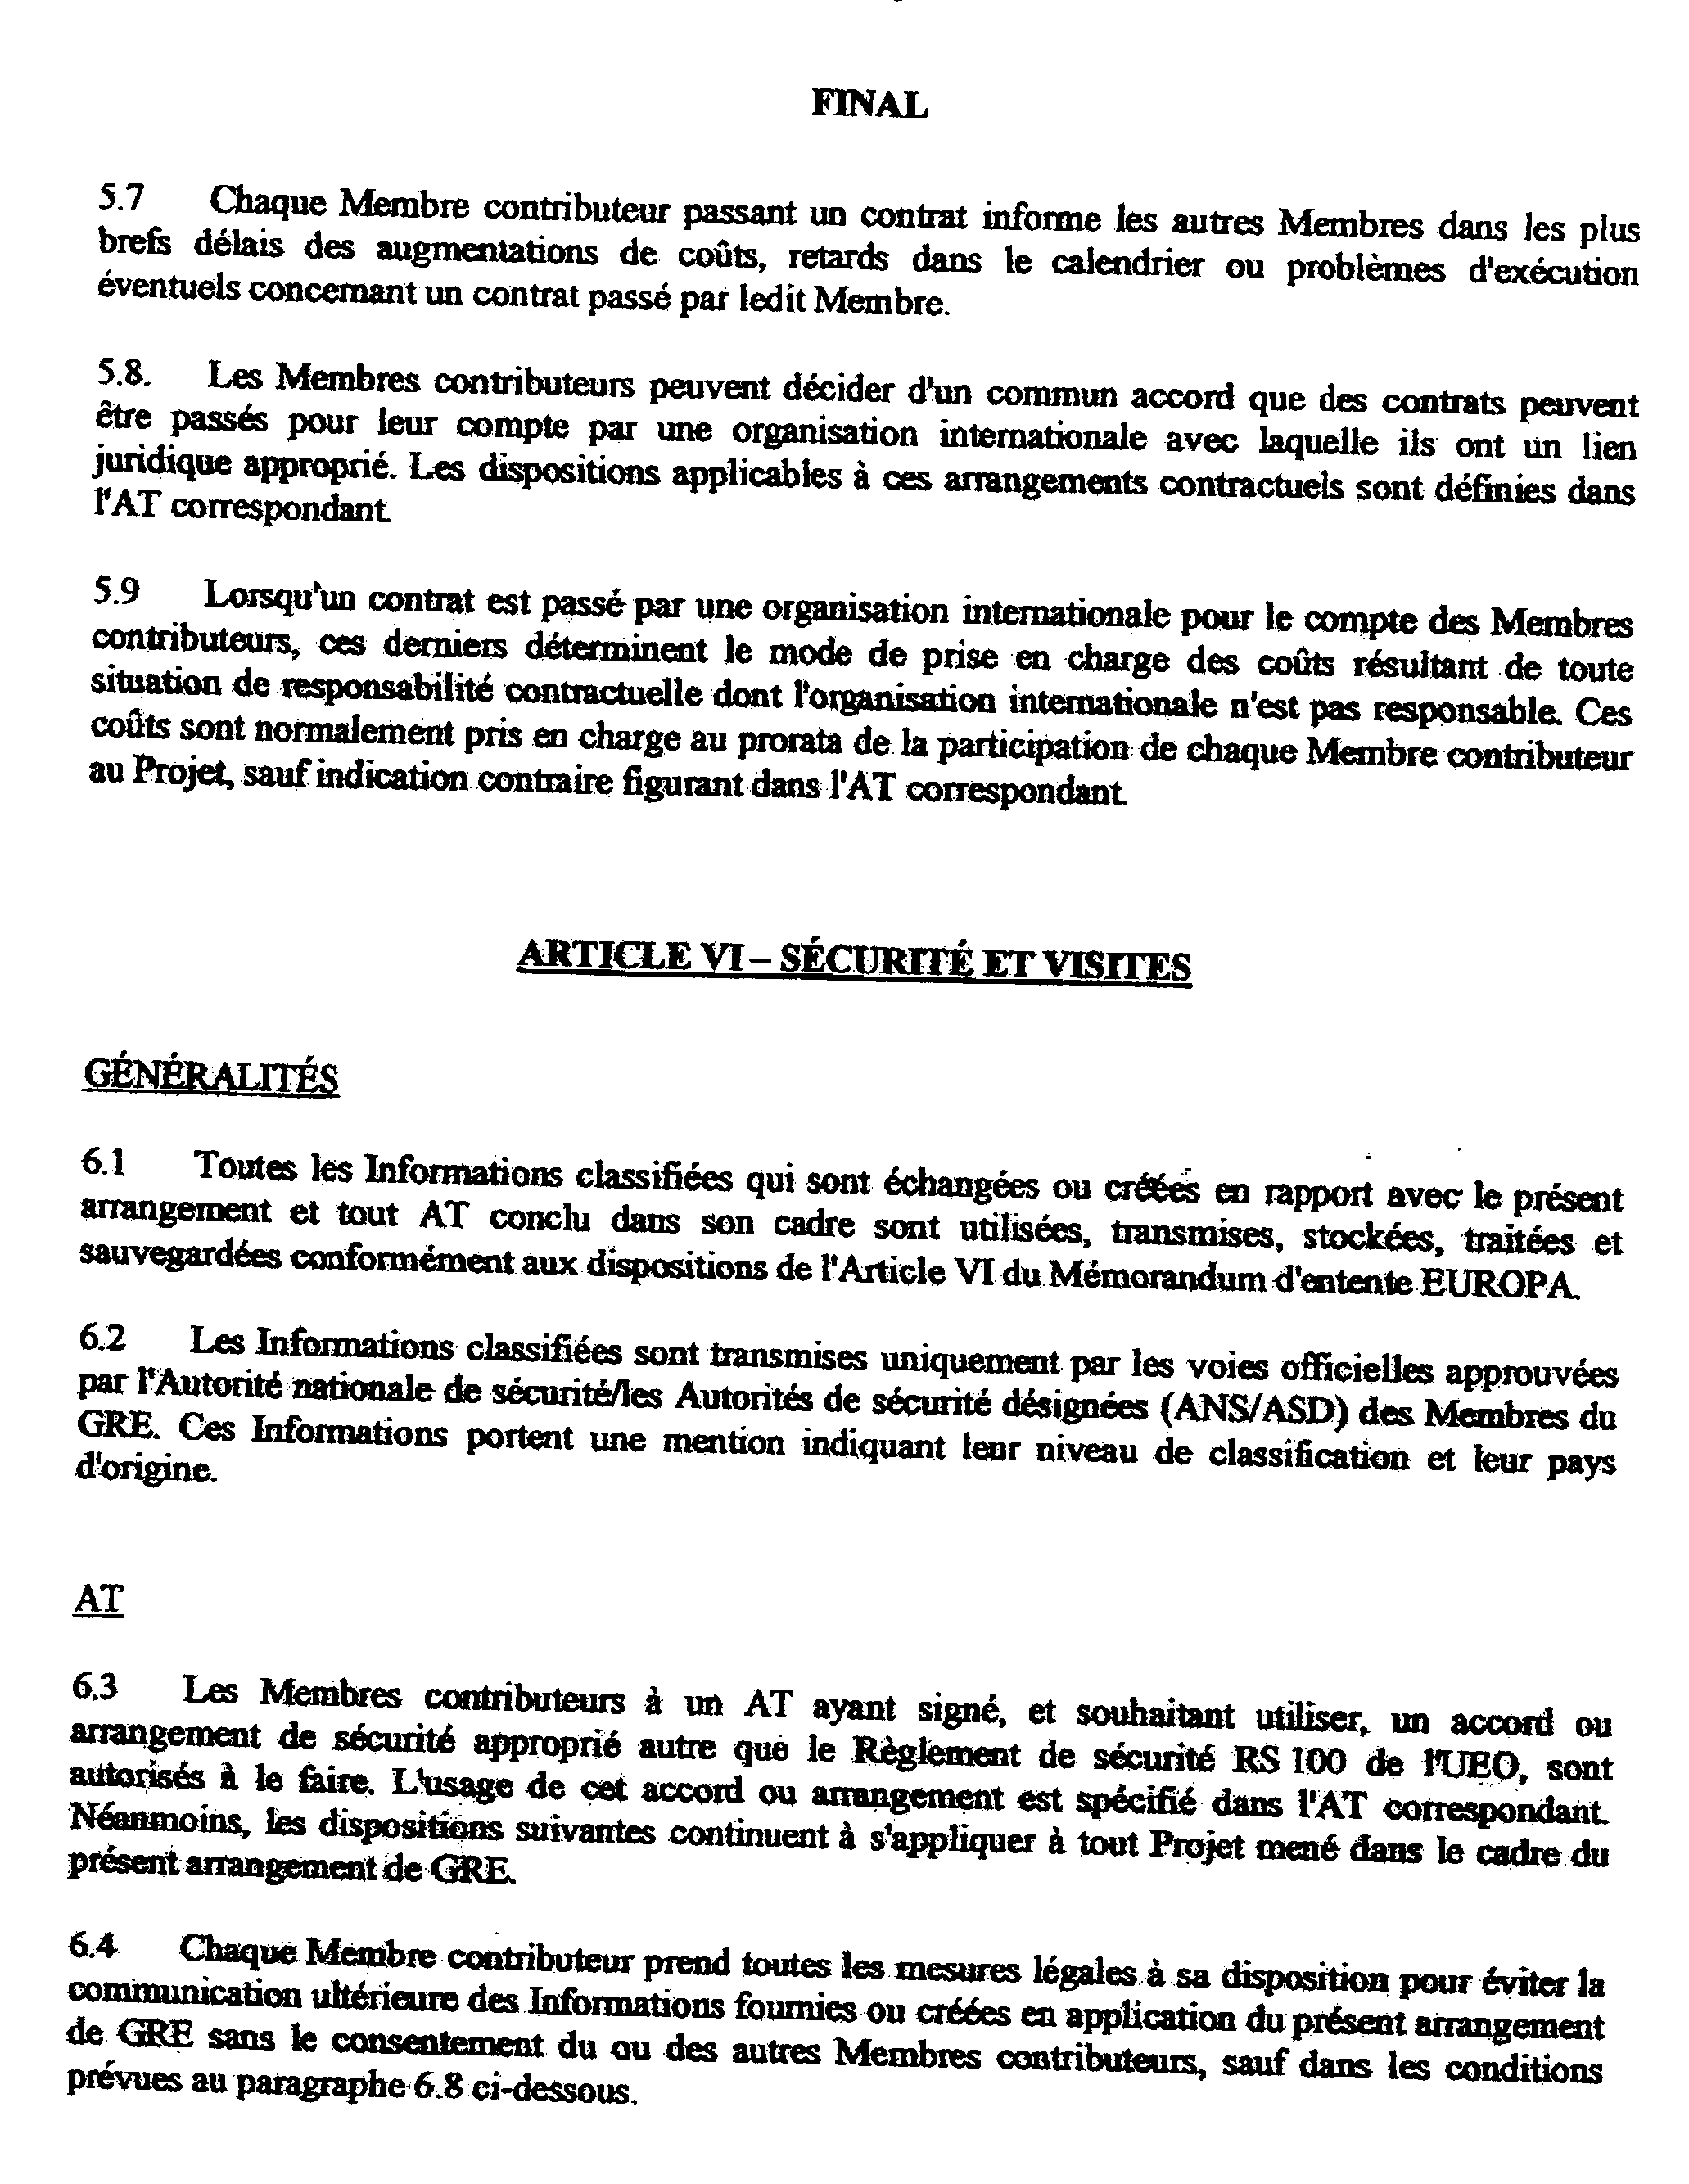 FINAL
5.7 Chaque Membre contributeur passant un contrat informe les autres Membres dans les plus
brefs délais des augmentations de coûts, retards dans le calendrier ou problèmes d'exécution
éventuels concernant un contrat passé par ledit Membre.
5.8. Les Membres contributeurs peuvent décider d'un commun accord que des contrats peuvent
être passés pour leur compte par une organisation internationale avec laquelle ils ont un lien
juridique approprié. Les dispositions applicables à ces arrangements contractuels sont définies dans
l'AT correspondant.
5.9 Lorsqu'un contrat est passé par une organisation internationale pour le compte des Membres
contributeurs, ces derniers déterminent le mode de prise en charge des coûts résultant de toute
situation de responsabilité contractuelle dont l'organisation internationale n'est pas responsable. Ces
coûts sont normalement pris en charge au prorata de la participation de chaque Membre contributeur
au Projet, sauf indication contraire figurant dans l'AT correspondant.
ARTICLE VI – SÉCURITÉ ET VISITES
GÉNÉRALITÉS
6.1 Toutes les Informations classifiées qui sont échangées ou créées en rapport avec le présent
arrangement et tout AT conclu dans son cadre sont utilisées, transmises, stockées, traitées et
sauvegardées conformément aux dispositions de l'Article VI du Mémorandum d'entente EUROPA.
6.2 Les Informations classifiées sont transmises uniquement par les voies officielles approuvées
par l'Autorité nationale de sécurité/les Autorités de sécurité désignées (ANS/ASD) des Membres du
GRE. Ces Informations portent une mention indiquant leur niveau de classification et leur pays
d'origine.
AT
6.3 Les Membres contributeurs à un AT ayant signé, et souhaitant utiliser, un accord ou
arrangement de sécurité approprié autre que le Règlement de sécurité RS 100 de l'UEO, sont
autorisés à le faire. L'usage de cet accord ou arrangement est spécifié dans l'AT correspondant.
Néanmoins, les dispositions suivantes continuent à s'appliquer à tout Projet mené dans le cadre du
présent arrangement de GRE.
6.4 Chaque Membre contributeur prend toutes les mesures légales à sa disposition pour éviter la
communication ultérieure des Informations fournies ou créées en application du présent arrangement
de GRE sans le consentement du ou des autres Membres contributeurs, sauf dans les conditions
prévues au paragraphe 6.8 ci-dessous.